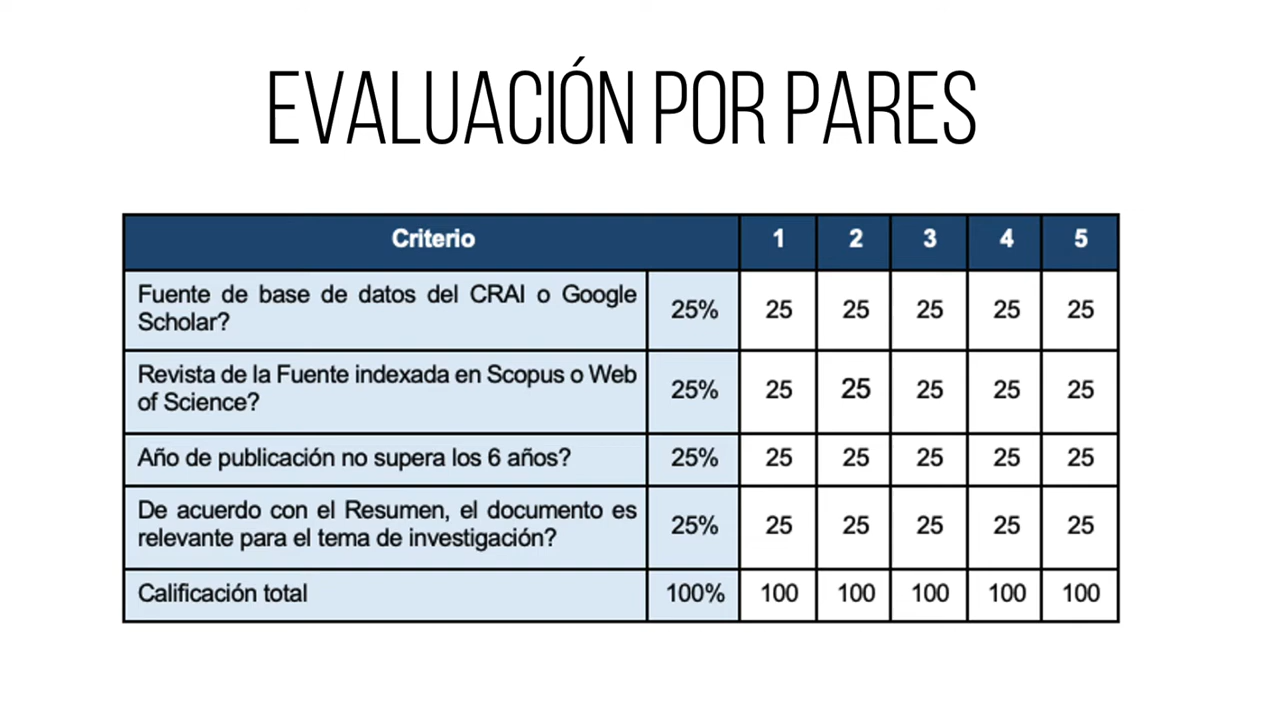 EVALUACIÓN POR PARES
Criterio 1 2 3 4 5
Fuente de base de datos del CRAI o Google
Scholar? 25% 25 25 25 25 25
Revista de la Fuente indexada en Scopus o Web
of Science? 25% 25 25 25 25 25
Año de publicación no supera los 6 años? 25% 25 25 25 25 25
De acuerdo con el Resumen, el documento es
relevante para el tema de investigación? 25% 25 25 25 25 25
Calificación total 100% 100 100 100 100 100